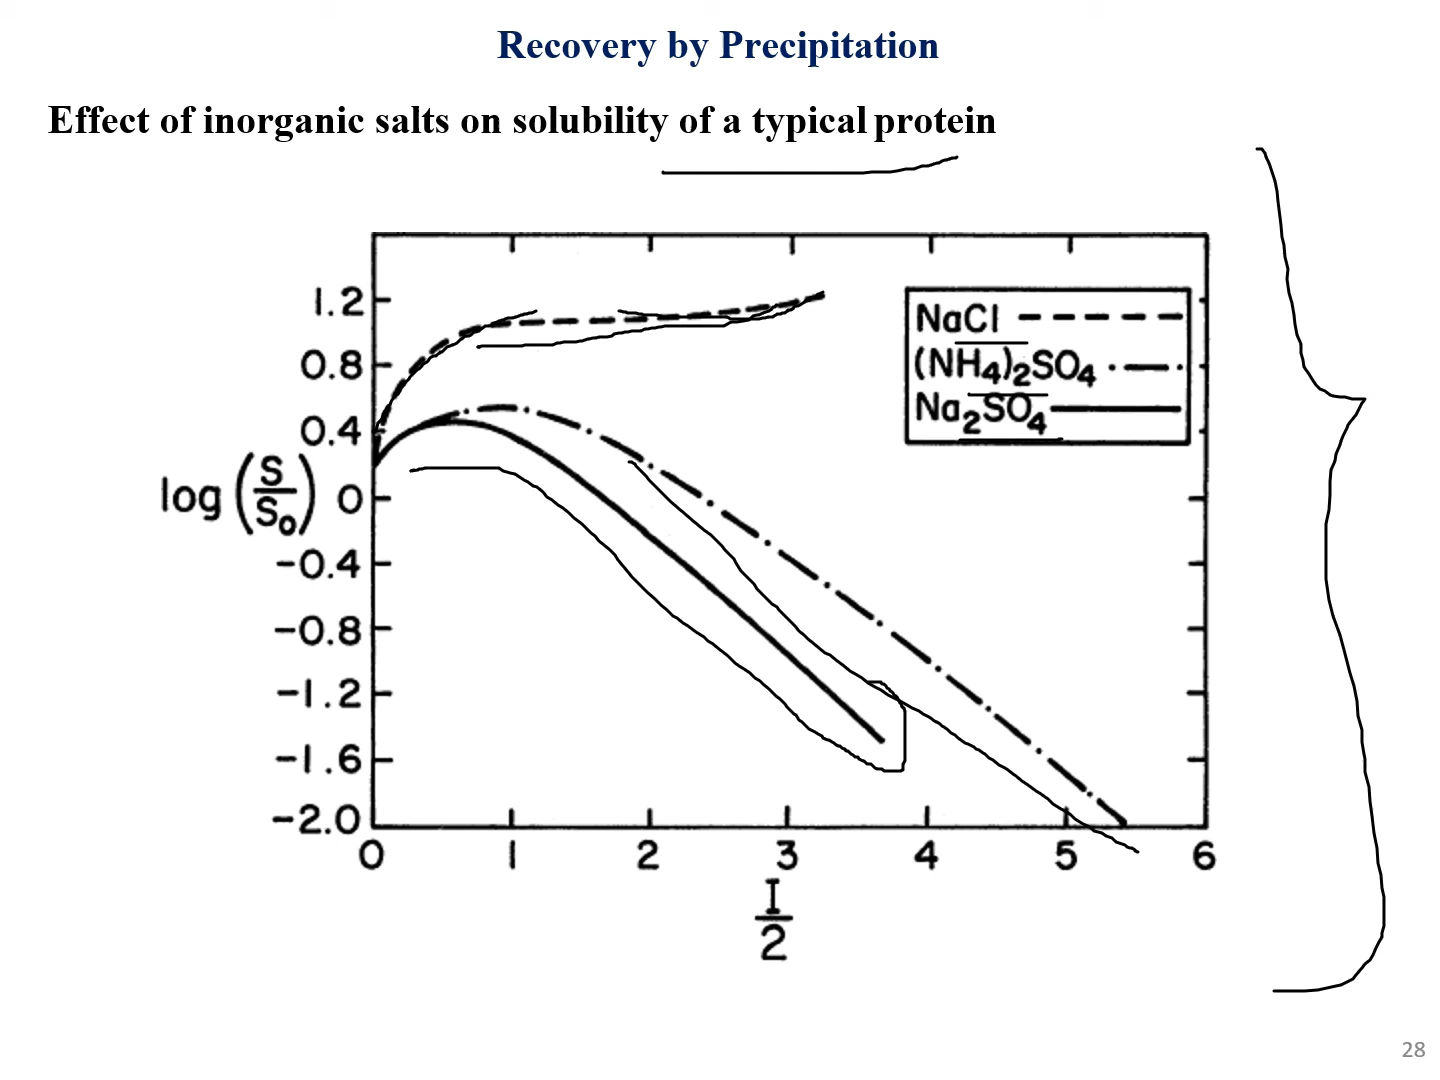 Recovery by Precipitation
Effect of inorganic salts on solubility of a typical protein
1.2
0.8
0.4
log (S/S₀)
0
-0.4
-0.8
-1.2
-1.6
-2.0
NaCl
(NH₄)₂SO₄
Na₂SO₄
0 1 2 3 4 5 6
I
2
28